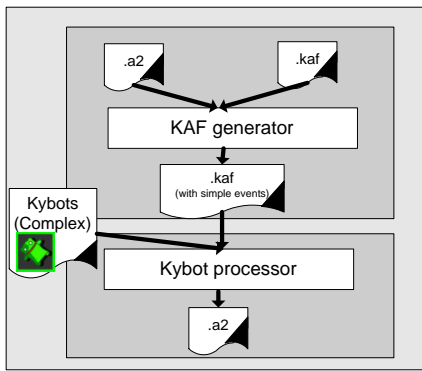 .a2
.kaf
KAF generator
.kaf
(with simple events)
Kybots
(Complex)
Kybot processor
.a2